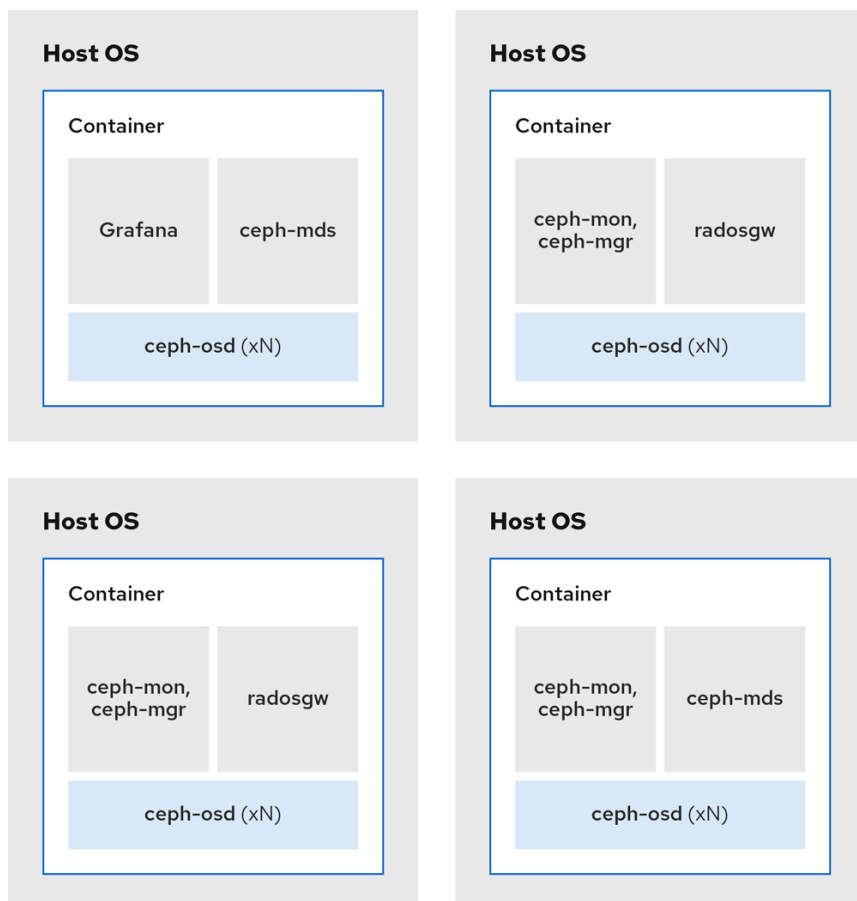 Host OS
Container
Grafana
ceph-mds
ceph-osd (xN)
Host OS
Container
ceph-mon,
ceph-mgr
radosgw
ceph-osd (xN)
Host OS
Container
ceph-mon,
ceph-mgr
radosgw
ceph-osd (xN)
Host OS
Container
ceph-mon,
ceph-mgr
ceph-mds
ceph-osd (xN)